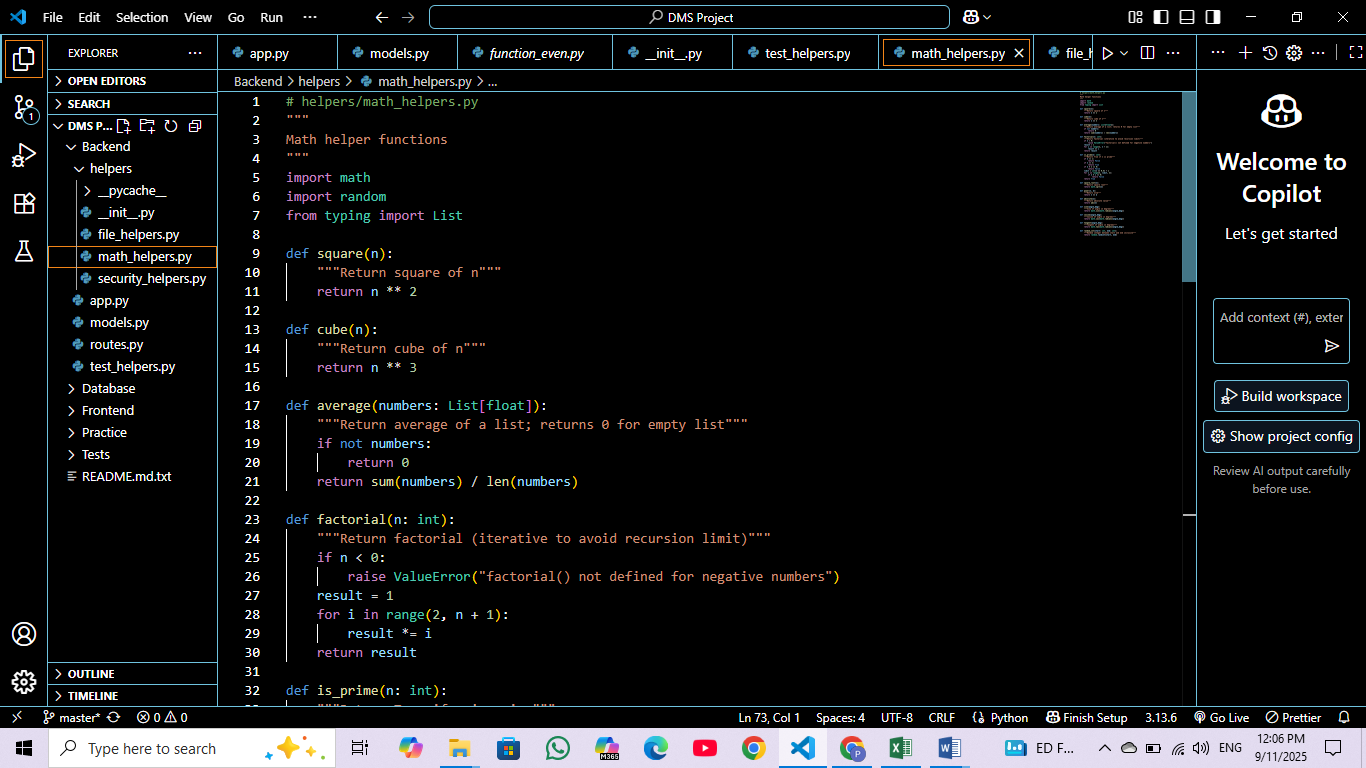 File Edit Selection View Go Run ··· DMS Project
EXPLORER
OPEN EDITORS
SEARCH
DMS P...
Backend
helpers
__pycache__
__init__.py
file_helpers.py
math_helpers.py
security_helpers.py
app.py
models.py
routes.py
test_helpers.py
Database
Frontend
Practice
Tests
README.md.txt
OUTLINE
TIMELINE
1
app.py models.py function_even.py __init__.py test_helpers.py math_helpers.py file_h
Backend > helpers > math_helpers.py > ...
1 # helpers/math_helpers.py
2 """
3 Math helper functions
4 """
5 import math
6 import random
7 from typing import List
8
9 def square(n):
10 """Return square of n"""
11 return n ** 2
12
13 def cube(n):
14 """Return cube of n"""
15 return n ** 3
16
17 def average(numbers: List[float]):
18 """Return average of a list; returns 0 for empty list"""
19 if not numbers:
20 return 0
21 return sum(numbers) / len(numbers)
22
23 def factorial(n: int):
24 """Return factorial (iterative to avoid recursion limit)"""
25 if n < 0:
26 raise ValueError("factorial() not defined for negative numbers")
27 result = 1
28 for i in range(2, n + 1):
29 result *= i
30 return result
31
32 def is_prime(n: int):
Welcome to
Copilot
Let's get started
Add context (#), exter
Build workspace
Show project config
Review AI output carefully
before use.
master* 0 0 Ln 73, Col 1 Spaces: 4 UTF-8 CRLF Python Finish Setup 3.13.6 Go Live Prettier
Type here to search M365 P ED F... ENG 12:06 PM
9/11/2025